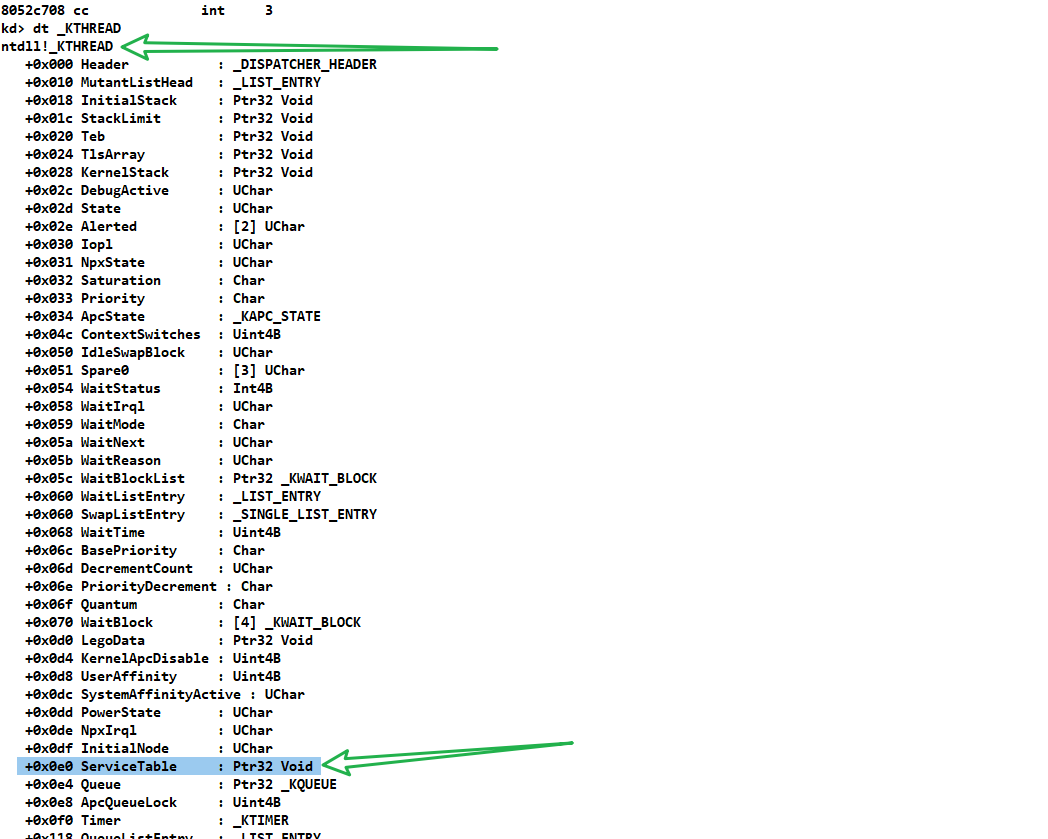 8052c708 cc              int     3
kd> dt _KTHREAD
ntdll!_KTHREAD
   +0x000 Header           : _DISPATCHER_HEADER
   +0x010 MutantListHead   : _LIST_ENTRY
   +0x018 InitialStack     : Ptr32 Void
   +0x01c StackLimit       : Ptr32 Void
   +0x020 Teb              : Ptr32 Void
   +0x024 TlsArray         : Ptr32 Void
   +0x028 KernelStack      : Ptr32 Void
   +0x02c DebugActive      : UChar
   +0x02d State            : UChar
   +0x02e Alerted          : [2] UChar
   +0x030 Iopl             : UChar
   +0x031 NpxState         : UChar
   +0x032 Saturation       : Char
   +0x033 Priority         : Char
   +0x034 ApcState         : _KAPC_STATE
   +0x04c ContextSwitches  : Uint4B
   +0x050 IdleSwapBlock    : UChar
   +0x051 Spare0           : [3] UChar
   +0x054 WaitStatus       : Int4B
   +0x058 WaitIrql         : UChar
   +0x059 WaitMode         : Char
   +0x05a WaitNext         : UChar
   +0x05b WaitReason       : UChar
   +0x05c WaitBlockList    : Ptr32 _KWAIT_BLOCK
   +0x060 WaitListEntry    : _LIST_ENTRY
   +0x060 SwapListEntry    : _SINGLE_LIST_ENTRY
   +0x068 WaitTime         : Uint4B
   +0x06c BasePriority     : Char
   +0x06d DecrementCount   : UChar
   +0x06e PriorityDecrement : Char
   +0x06f Quantum          : Char
   +0x070 WaitBlock        : [4] _KWAIT_BLOCK
   +0x0d0 LegoData         : Ptr32 Void
   +0x0d4 KernelApcDisable : Uint4B
   +0x0d8 UserAffinity     : Uint4B
   +0x0dc SystemAffinityActive : UChar
   +0x0dd PowerState       : UChar
   +0x0de NpxIrql          : UChar
   +0x0df InitialNode      : UChar
   +0x0e0 ServiceTable     : Ptr32 Void
   +0x0e4 Queue            : Ptr32 _KQUEUE
   +0x0e8 ApcQueueLock     : Uint4B
   +0x0f0 Timer            : _KTIMER
   +0x118 QueueListEntry   : _LIST_ENTRY